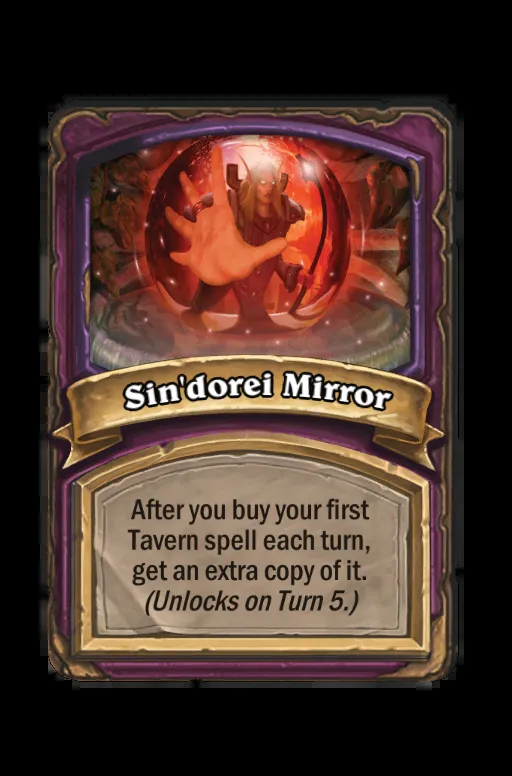 Sin'dorei Mirror
After you buy your first
Tavern spell each turn,
get an extra copy of it.
(Unlocks on Turn 5.)